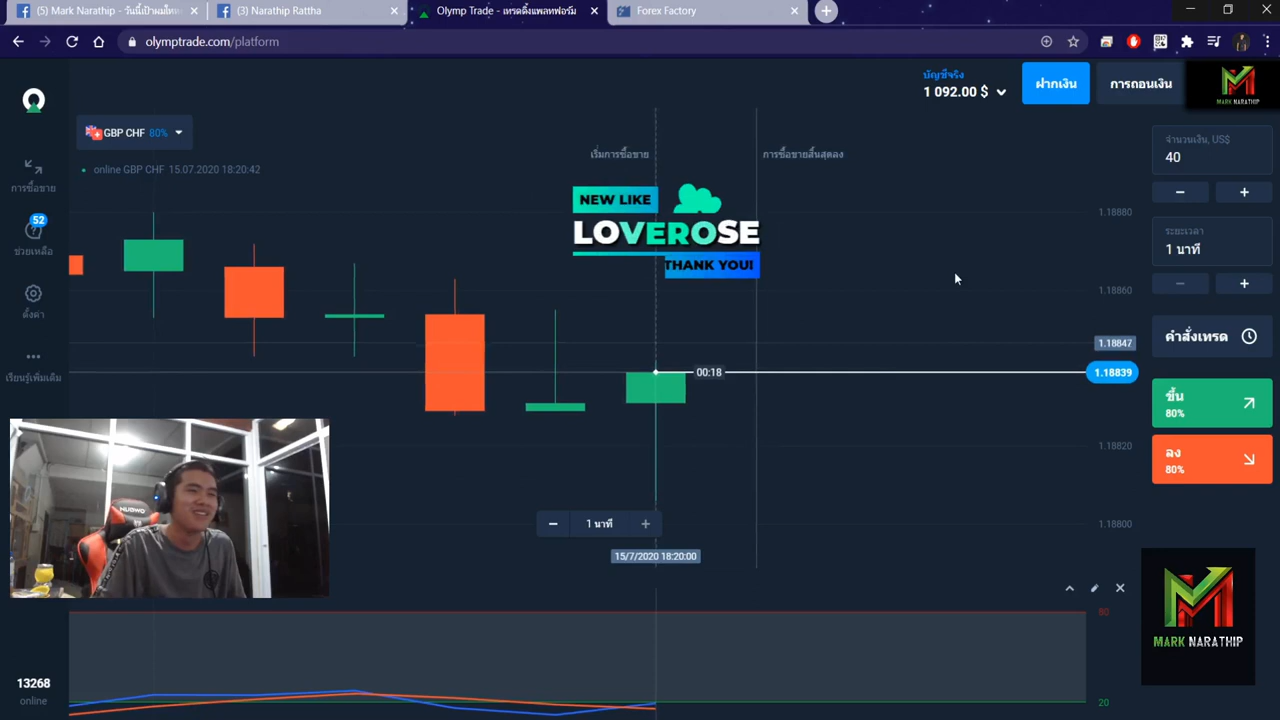 (5) Mark Narathip - วันนี้เป้าผมใหม
(3) Narathip Rattha
Olymp Trade - เทรดดิ้งแพลทฟอร์ม
Forex Factory
olymptrade.com/platform
บัญชีจริง
1 092.00 $
ฝากเงิน
การถอนเงิน
MARK NARATHIP
GBP CHF 80%
online GBP CHF 15.07.2020 18:20:42
เริ่มการซื้อขาย
การซื้อขายสิ้นสุดลง
จำนวนเงิน, US$
40
การซื้อขาย
52
ช่วยเหลือ
ตั้งค่า
เรียนรู้เพิ่มเติม
NEW LIKE
LOVEROSE
THANK YOU!
1.18880
1.18860
1.18847
1.18839
1.18820
1.18800
00:18
ระยะเวลา
1 นาที
คำสั่งเทรด
ขึ้น
80%
ลง
80%
NUBWO
1 นาที
15/7/2020 18:20:00
80
20
MARK NARATHIP
13268
online